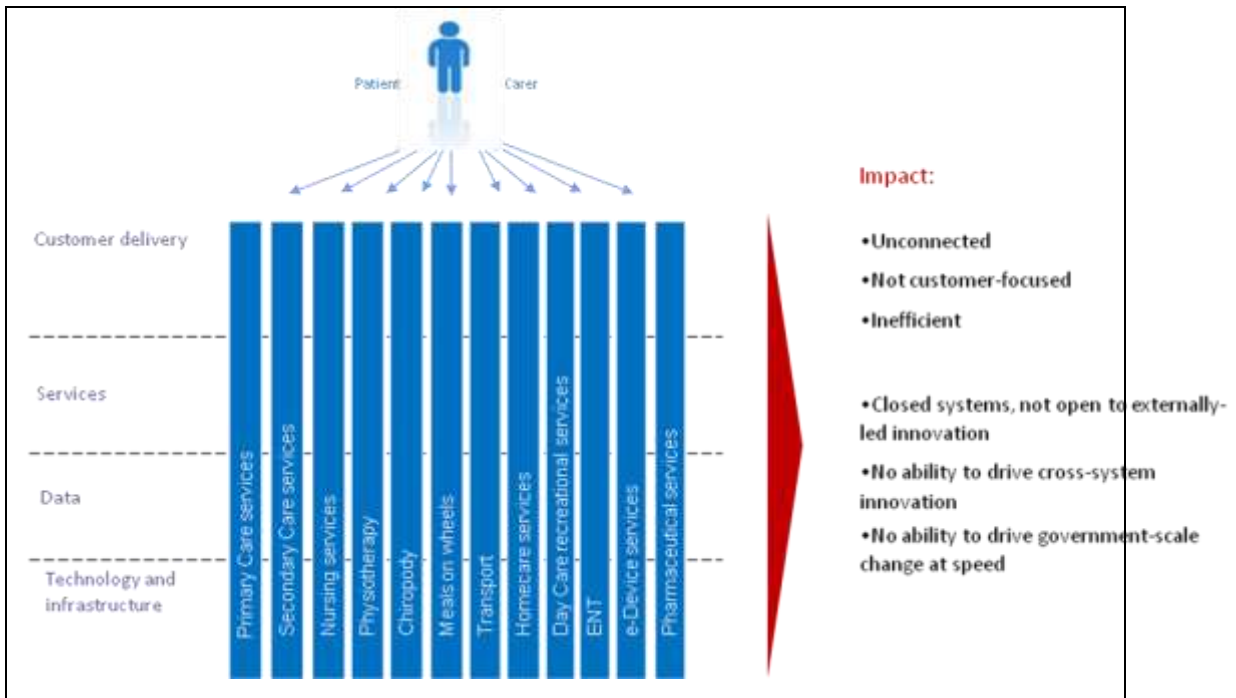 Patient
Carer
Impact:
Customer delivery
•Unconnected
•Not customer-focused
•Inefficient
Services
•Closed systems, not open to externally-
led innovation
Data
•No ability to drive cross-system
innovation
•No ability to drive government-scale
change at speed
Technology and
infrastructure
Primary Care services
Secondary Care services
Nursing services
Physiotherapy
Chiropody
Meals on wheels
Transport
Homecare services
Day Care recreational services
ENT
e-Device services
Pharmaceutical services